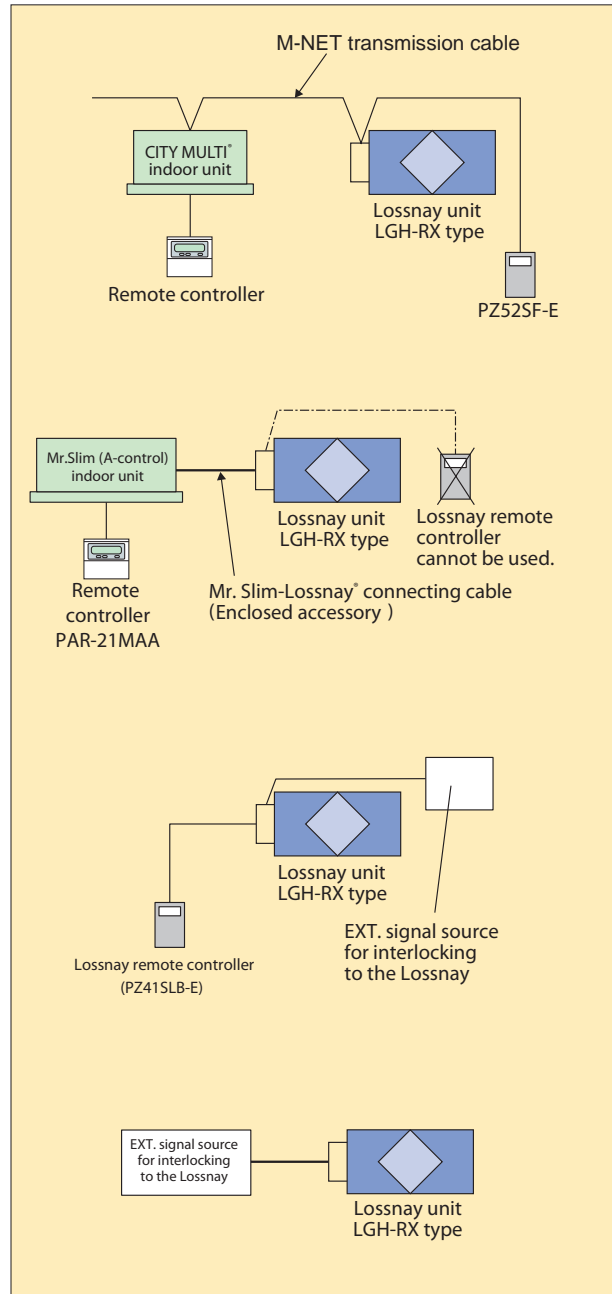 M-NET transmission cable
CITY MULTI®
indoor unit
Lossnay unit
LGH-RX type
Remote controller
PZ52SF-E
Mr.Slim (A-control)
indoor unit
Lossnay unit
LGH-RX type
Lossnay remote
controller
cannot be used.
Remote
controller
PAR-21MAA
Mr. Slim-Lossnay® connecting cable
(Enclosed accessory )
Lossnay unit
LGH-RX type
EXT. signal source
for interlocking
to the Lossnay
Lossnay remote controller
(PZ41SLB-E)
EXT. signal source
for interlocking
to the Lossnay
Lossnay unit
LGH-RX type